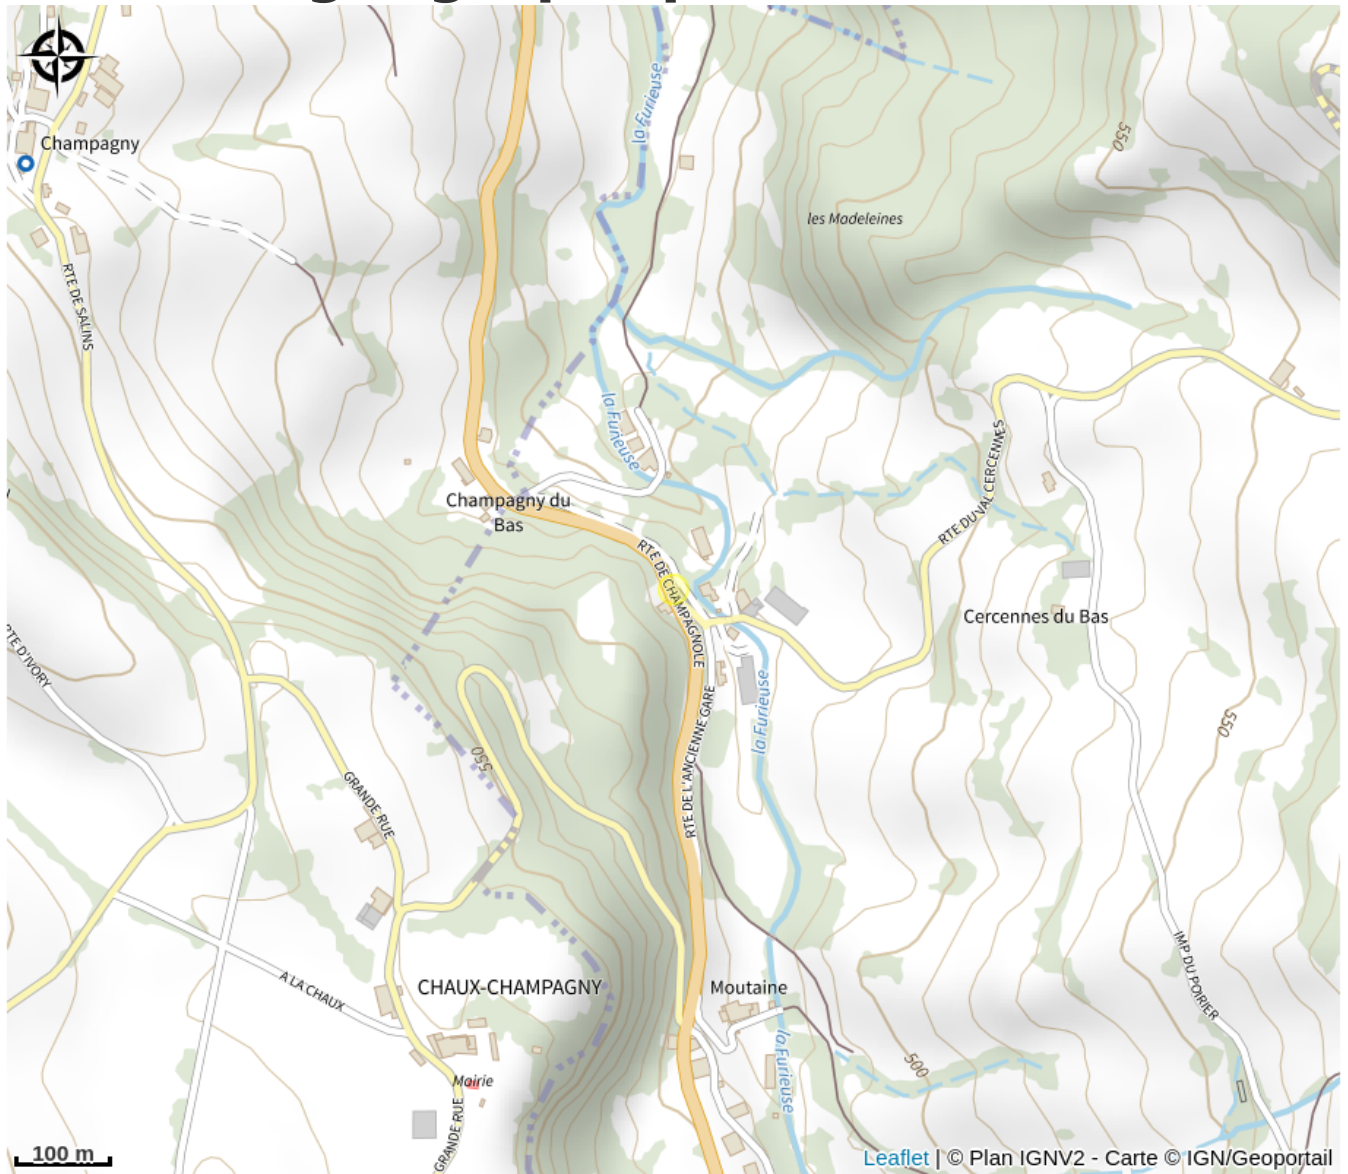 la Furieuse
550
Champagny
les Madeleines
RTE DE SALINS
la Furieuse
RTE DU VAL CERCENNES
Champagny du
Bas
RTE DE CHAMPAGNOLE
Cercennes du Bas
RTE D'IVORY
la Furieuse
RTE DE L'ANCIENNE GARE
550
550
GRANDE RUE
IMP DU POIRIER
A LA CHAUX
CHAUX-CHAMPAGNY
Moutaine
la Furieuse
500
Mairie
GRANDE RUE
100 m
Leaflet | © Plan IGNV2 - Carte © IGN/Geoportail